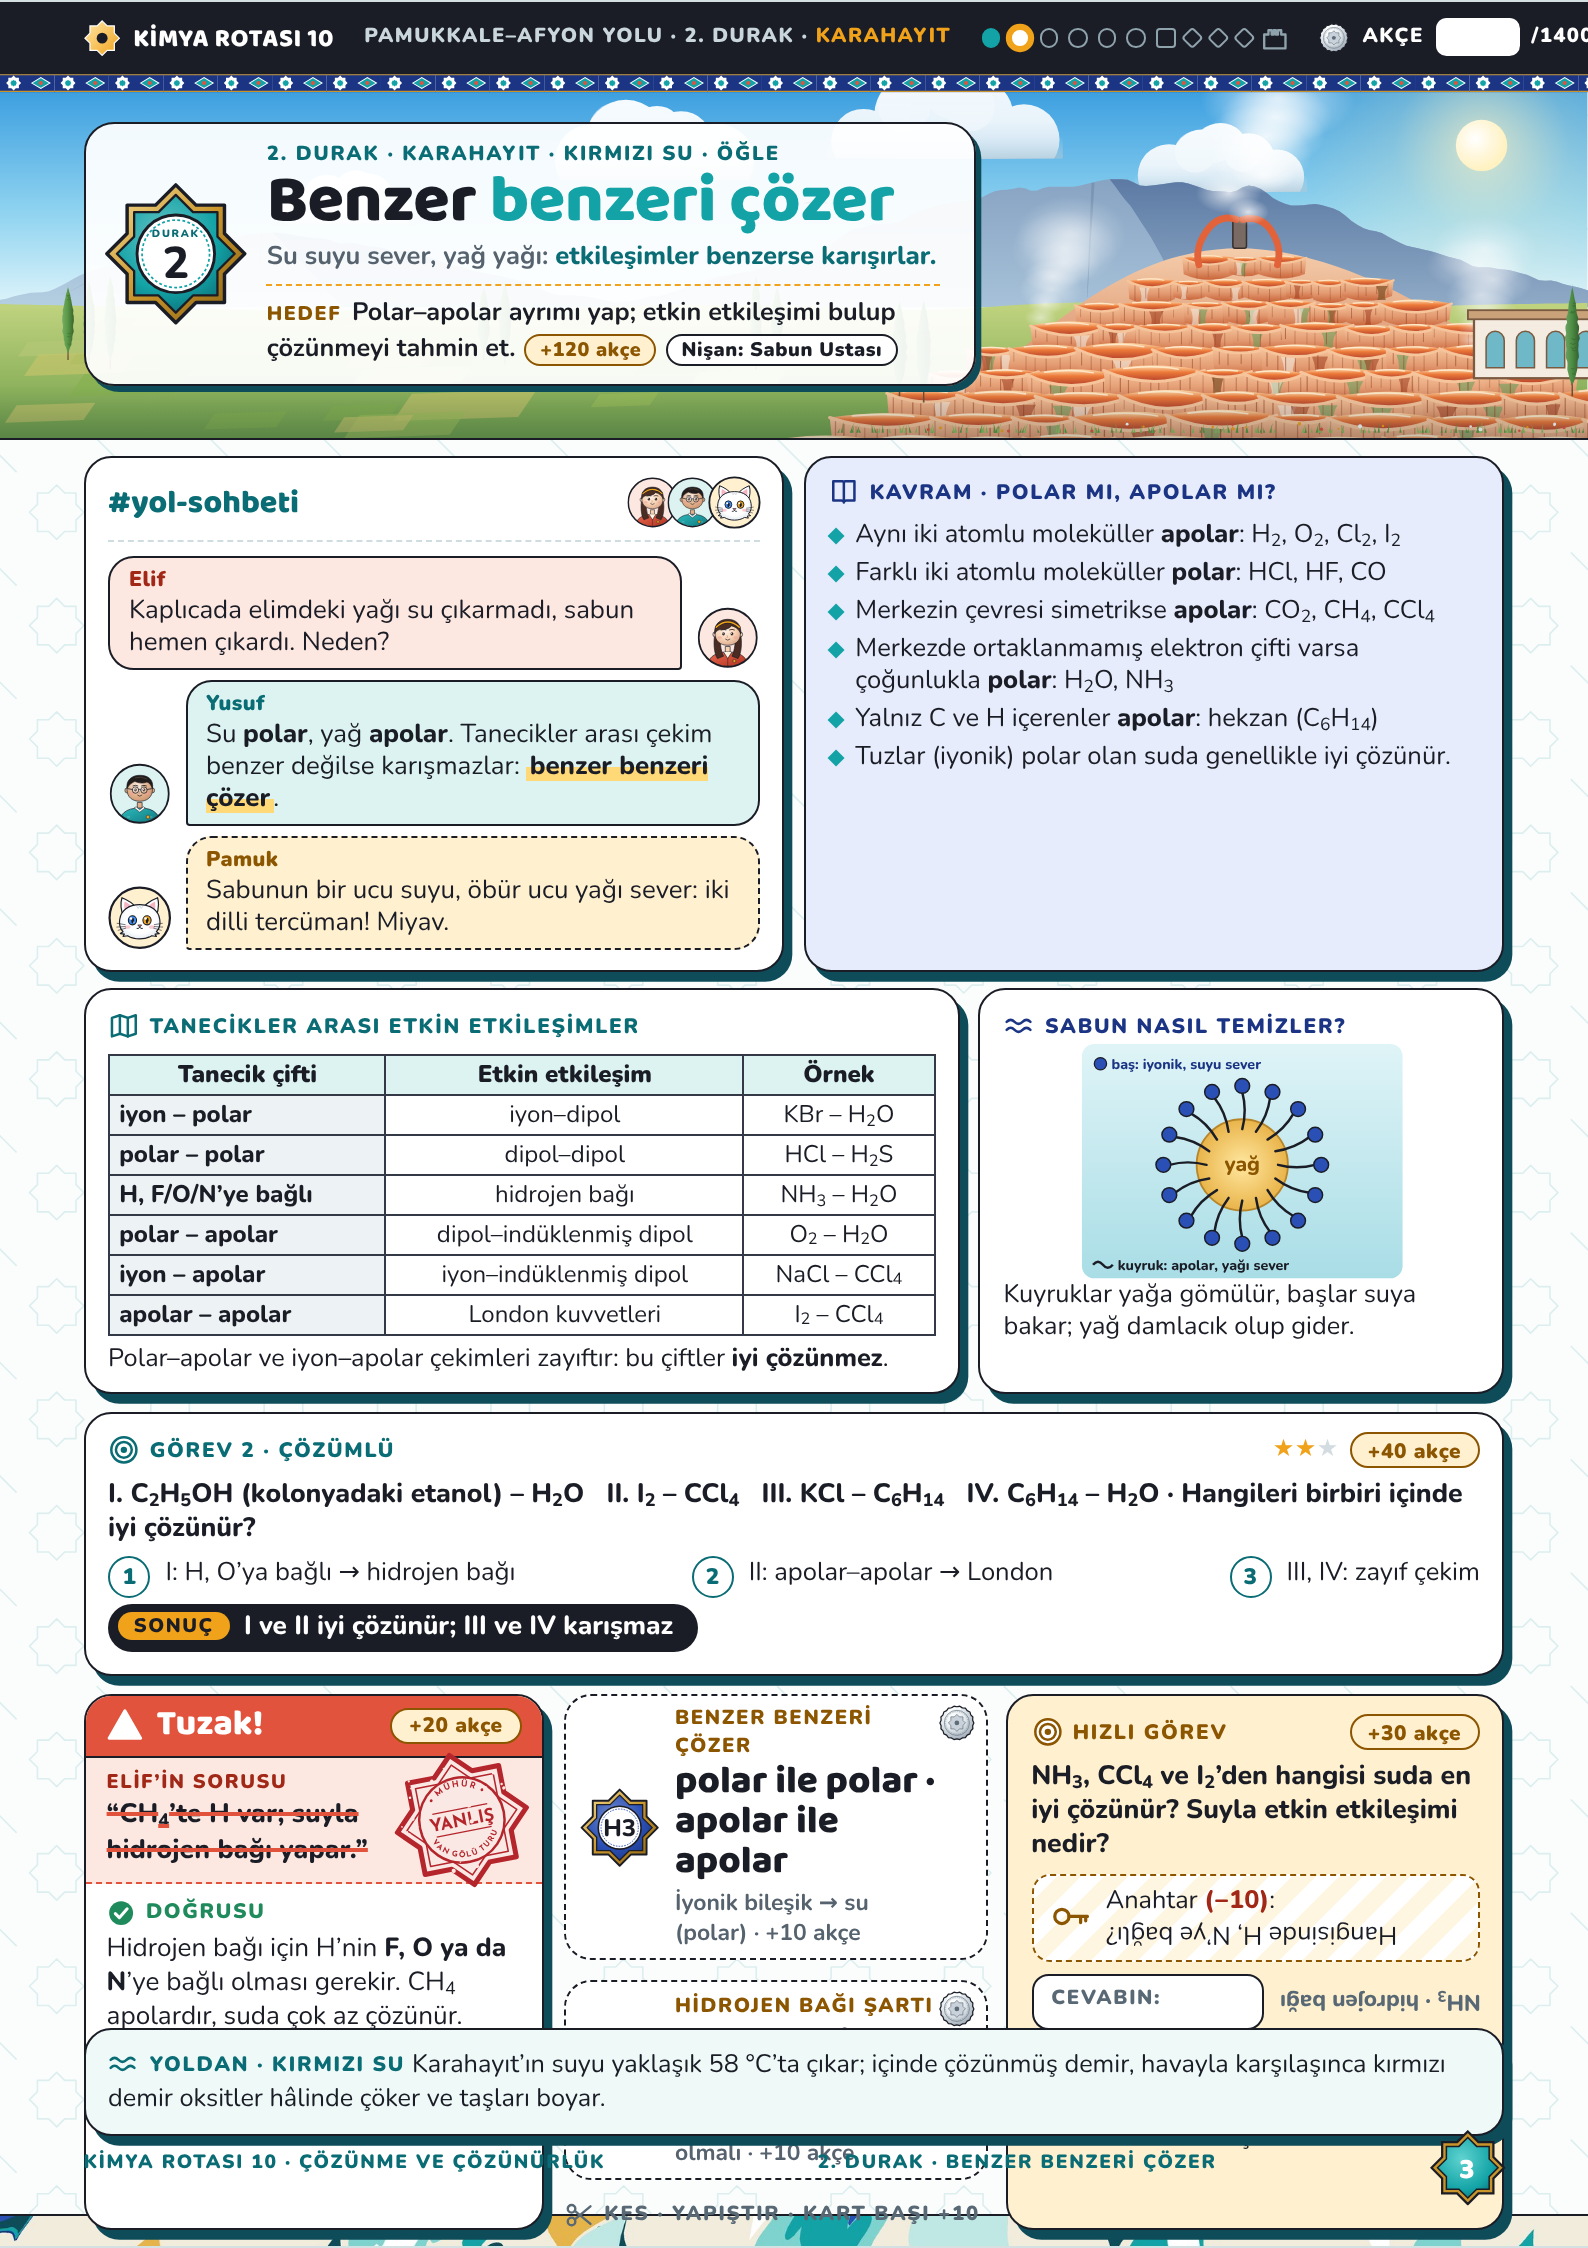 KİMYA ROTASI 10 PAMUKKALE–AFYON YOLU · 2. DURAK · KARAHAYIT AKÇE /1400
2. DURAK · KARAHAYIT · KIRMIZI SU · ÖĞLE
Benzer benzeri çözer
DURAK
2
Su suyu sever, yağ yağı: etkileşimler benzerse karışırlar.
HEDEF Polar–apolar ayrımı yap; etkin etkileşimi bulup
çözünmeyi tahmin et. +120 akçe Nişan: Sabun Ustası
#yol-sohbeti
Elif
Kaplıcada elimdeki yağı su çıkarmadı, sabun
hemen çıkardı. Neden?
Yusuf
Su polar, yağ apolar. Tanecikler arası çekim
benzer değilse karışmazlar: benzer benzeri
çözer.
Pamuk
Sabunun bir ucu suyu, öbür ucu yağı sever: iki
dilli tercüman! Miyav.
KAVRAM · POLAR MI, APOLAR MI?
Aynı iki atomlu moleküller apolar: H₂, O₂, Cl₂, I₂
Farklı iki atomlu moleküller polar: HCl, HF, CO
Merkezin çevresi simetrikse apolar: CO₂, CH₄, CCl₄
Merkezde ortaklanmamış elektron çifti varsa
çoğunlukla polar: H₂O, NH₃
Yalnız C ve H içerenler apolar: hekzan (C₆H₁₄)
Tuzlar (iyonik) polar olan suda genellikle iyi çözünür.
TANECİKLER ARASI ETKİN ETKİLEŞİMLER
Tanecik çifti Etkin etkileşim Örnek
iyon – polar iyon–dipol KBr – H₂O
polar – polar dipol–dipol HCl – H₂S
H, F/O/N’ye bağlı hidrojen bağı NH₃ – H₂O
polar – apolar dipol–indüklenmiş dipol O₂ – H₂O
iyon – apolar iyon–indüklenmiş dipol NaCl – CCl₄
apolar – apolar London kuvvetleri I₂ – CCl₄
Polar–apolar ve iyon–apolar çekimleri zayıftır: bu çiftler iyi çözünmez.
SABUN NASIL TEMİZLER?
baş: iyonik, suyu sever
yağ
kuyruk: apolar, yağı sever
Kuyruklar yağa gömülür, başlar suya
bakar; yağ damlacık olup gider.
GÖREV 2 · ÇÖZÜMLÜ +40 akçe
I. C₂H₅OH (kolonyadaki etanol) – H₂O II. I₂ – CCl₄ III. KCl – C₆H₁₄ IV. C₆H₁₄ – H₂O · Hangileri birbiri içinde
iyi çözünür?
1 I: H, O’ya bağlı → hidrojen bağı 2 II: apolar–apolar → London 3 III, IV: zayıf çekim
SONUÇ I ve II iyi çözünür; III ve IV karışmaz
Tuzak! +20 akçe
ELİF’İN SORUSU
“CH₄’te H var; suyla
hidrojen bağı yapar.”
MÜHÜR
YANLIŞ
VAN GÖLÜ TURU
DOĞRUSU
Hidrojen bağı için H’nin F, O ya da
N’ye bağlı olması gerekir. CH₄
apolardır, suda çok az çözünür.
BENZER BENZERİ
ÇÖZER
H3
polar ile polar ·
apolar ile
apolar
İyonik bileşik → su
(polar) · +10 akçe
HİDROJEN BAĞI ŞARTI
olmalı · +10 akçe
KES · YAPIŞTIR · KART BAŞI +10
HIZLI GÖREV +30 akçe
NH₃, CCl₄ ve I₂’den hangisi suda en
iyi çözünür? Suyla etkin etkileşimi
nedir?
Anahtar (−10):
Hangisinde H, N’ye bağlı?
CEVABIN: NH₃ · hidrojen bağı
YOLDAN · KIRMIZI SU Karahayıt’ın suyu yaklaşık 58 °C’ta çıkar; içinde çözünmüş demir, havayla karşılaşınca kırmızı
demir oksitler hâlinde çöker ve taşları boyar.
KİMYA ROTASI 10 · ÇÖZÜNME VE ÇÖZÜNÜRLÜK 2. DURAK · BENZER BENZERİ ÇÖZER 3